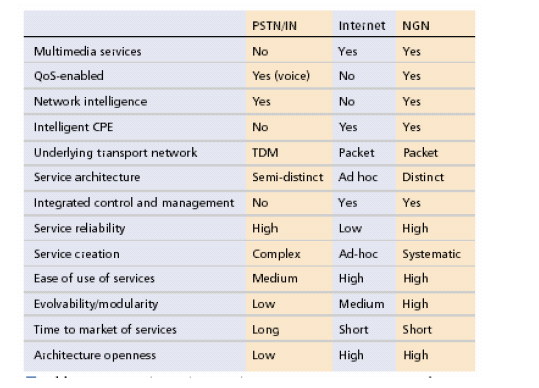 PSTN/IN Internet NGN
Multimedia services No Yes Yes
QoS-enabled Yes (voice) No Yes
Network intelligence Yes No Yes
Intelligent CPE No Yes Yes
Underlying transport network TDM Packet Packet
Service architecture Semi-distinct Ad hoc Distinct
Integrated control and management No Yes Yes
Service reliability High Low High
Service creation Complex Ad-hoc Systematic
Ease of use of services Medium High High
Evolvability/modularity Low Medium High
Time to market of services Long Short Short
Architecture openness Low High High